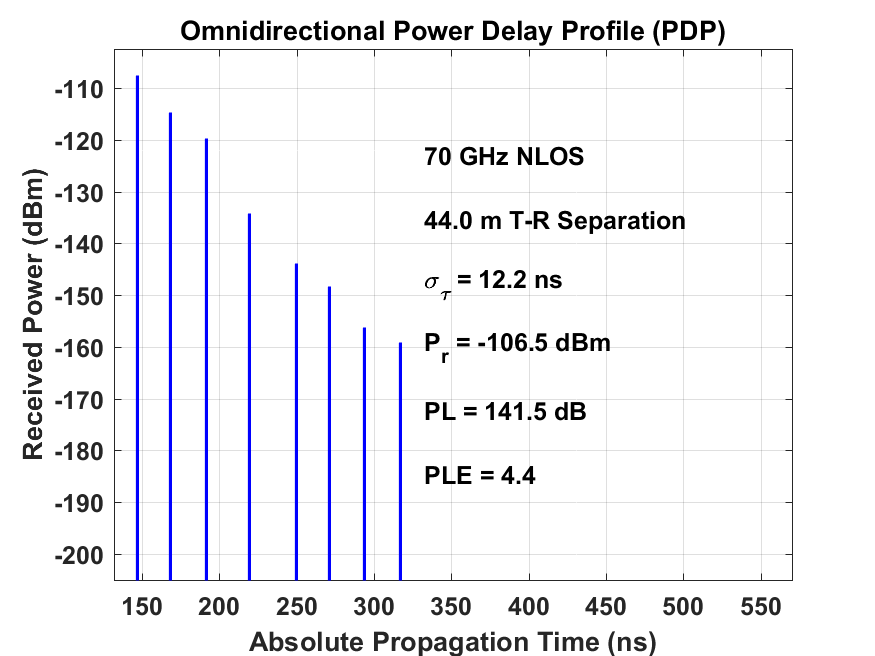 Omnidirectional Power Delay Profile (PDP)
Received Power (dBm)
-110
-120
-130
-140
-150
-160
-170
-180
-190
-200
70 GHz NLOS
44.0 m T-R Separation
σ_τ = 12.2 ns
P_r = -106.5 dBm
PL = 141.5 dB
PLE = 4.4
150 200 250 300 350 400 450 500 550
Absolute Propagation Time (ns)